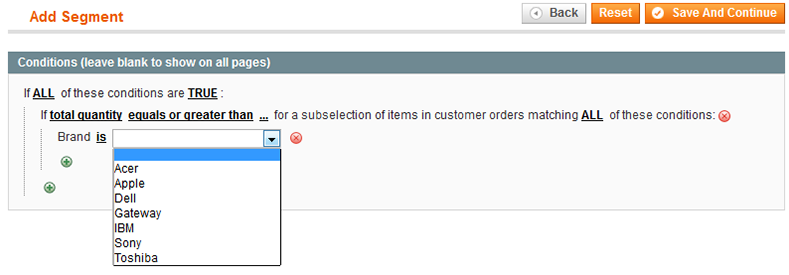 Add Segment
Back Reset Save And Continue
Conditions (leave blank to show on all pages)
If ALL of these conditions are TRUE :
If total quantity equals or greater than ... for a subselection of items in customer orders matching ALL of these conditions:
Brand is
Acer
Apple
Dell
Gateway
IBM
Sony
Toshiba